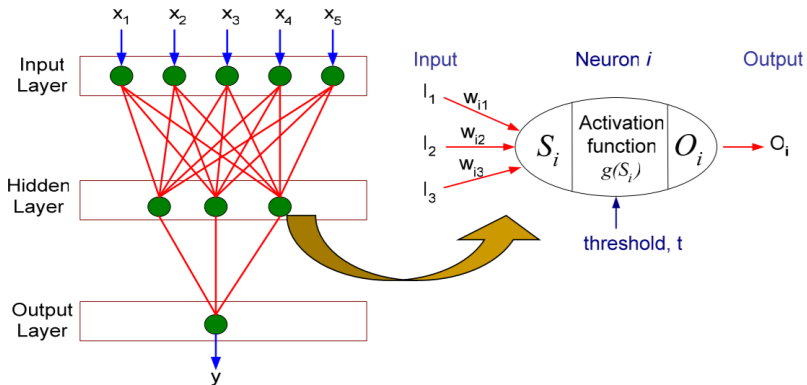 x1 x2 x3 x4 x5
Input
Layer
Hidden
Layer
Output
Layer
y
Input Neuron i Output
I1 wi1
I2 wi2
I3 wi3
Si
Activation
function
g(Si)
Oi
Oi
threshold, t